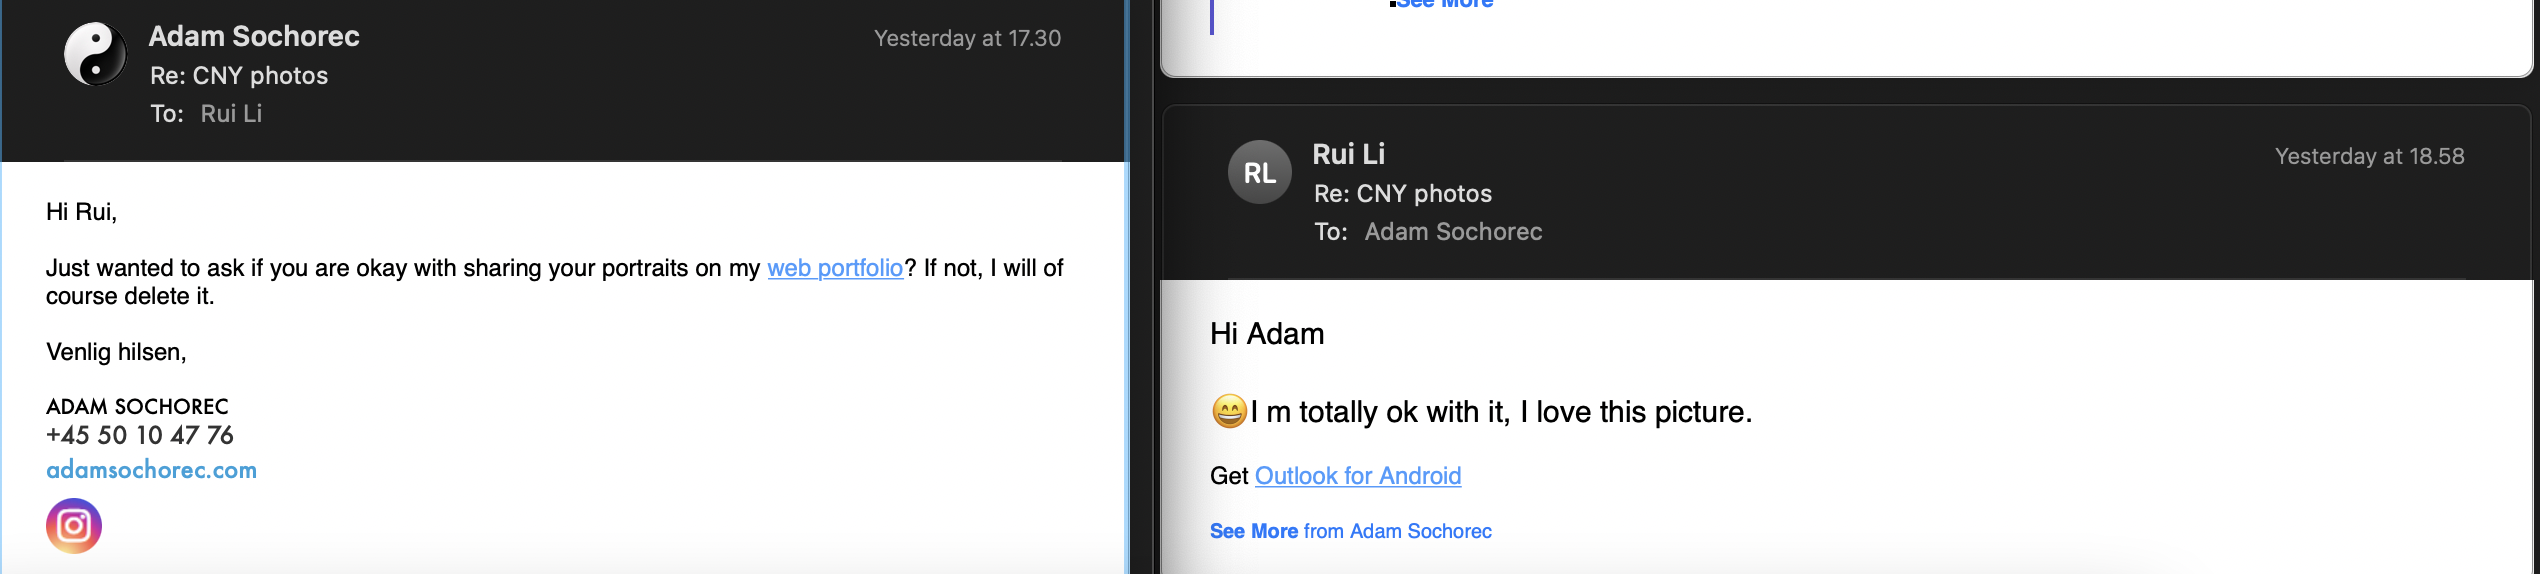 Adam Sochorec
Yesterday at 17.30
Re: CNY photos
To: Rui Li
Hi Rui,
Just wanted to ask if you are okay with sharing your portraits on my web portfolio? If not, I will of
course delete it.
Venlig hilsen,
ADAM SOCHOREC
+45 50 10 47 76
adamsochorec.com
See More
RL
Rui Li
Yesterday at 18.58
Re: CNY photos
To: Adam Sochorec
Hi Adam
😄I m totally ok with it, I love this picture.
Get Outlook for Android
See More from Adam Sochorec